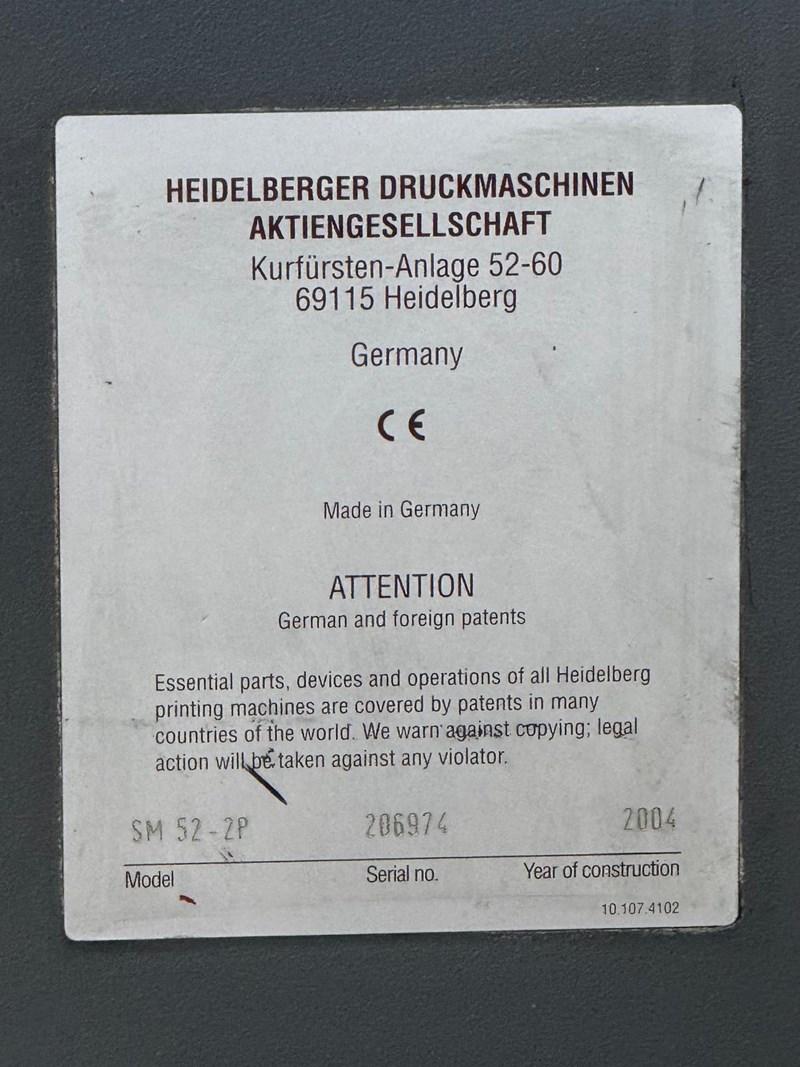 HEIDELBERGER DRUCKMASCHINEN
AKTIENGESELLSCHAFT
Kurfürsten-Anlage 52-60
69115 Heidelberg
Germany
CE
Made in Germany
ATTENTION
German and foreign patents
Essential parts, devices and operations of all Heidelberg
printing machines are covered by patents in many
countries of the world. We warn against copying; legal
action will be taken against any violator.
SM 52-2P 206974 2004
Model Serial no. Year of construction
10.107.4102